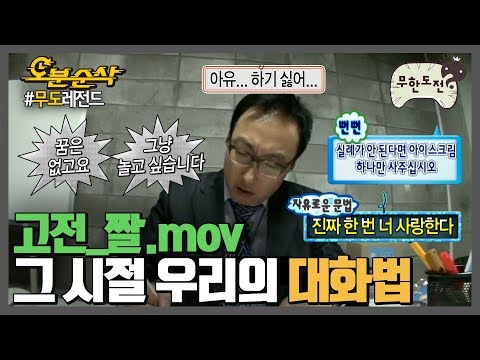 오분순삭
#무도레전드
아유... 하기 싫어...
무한도전
꿈은
없고요
그냥
놀고 싶습니다
뻔뻔
실례가 안 된다면 아이스크림
하나만 사주십시오
자유로운 문법
진짜 한 번 너 사랑한다
고전_짤.mov
그 시절 우리의 대화법